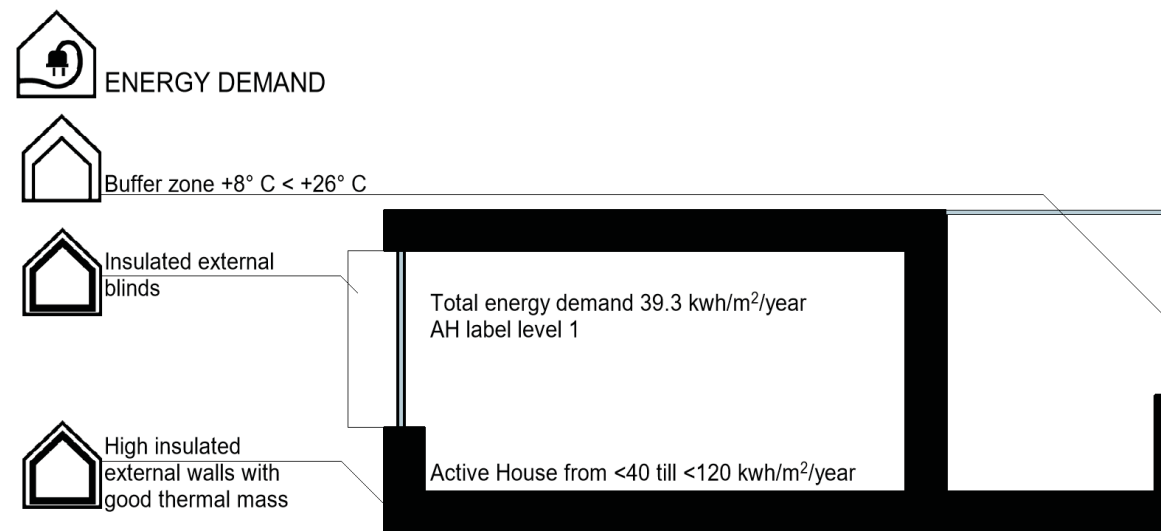 ENERGY DEMAND
Buffer zone +8° C < +26° C
Insulated external
blinds
Total energy demand 39.3 kwh/m²/year
AH label level 1
High insulated
external walls with
good thermal mass
Active House from <40 till <120 kwh/m²/year